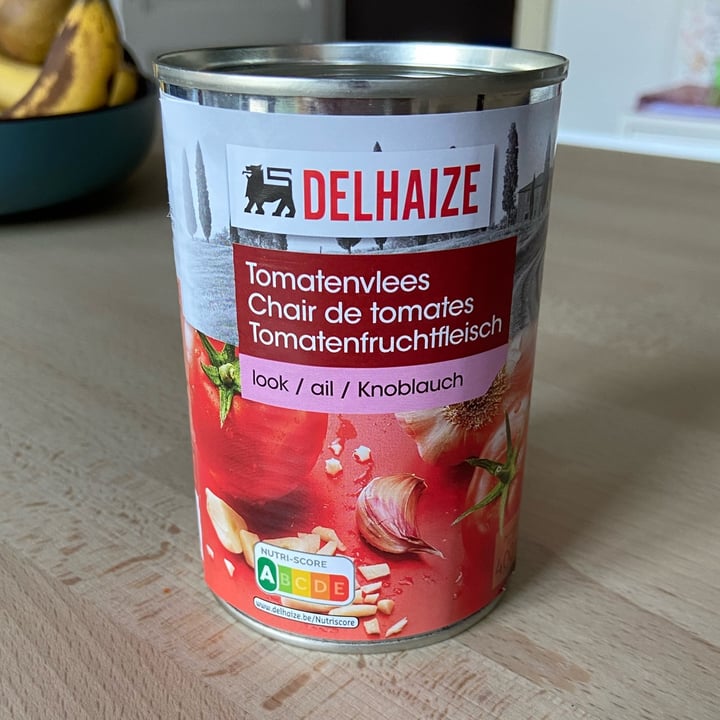 DELHAIZE
Tomatenvlees
Chair de tomates
Tomatenfruchtfleisch
look / ail / Knoblauch
NUTRI-SCORE
A B C D E
www.delhaize.be/Nutriscore